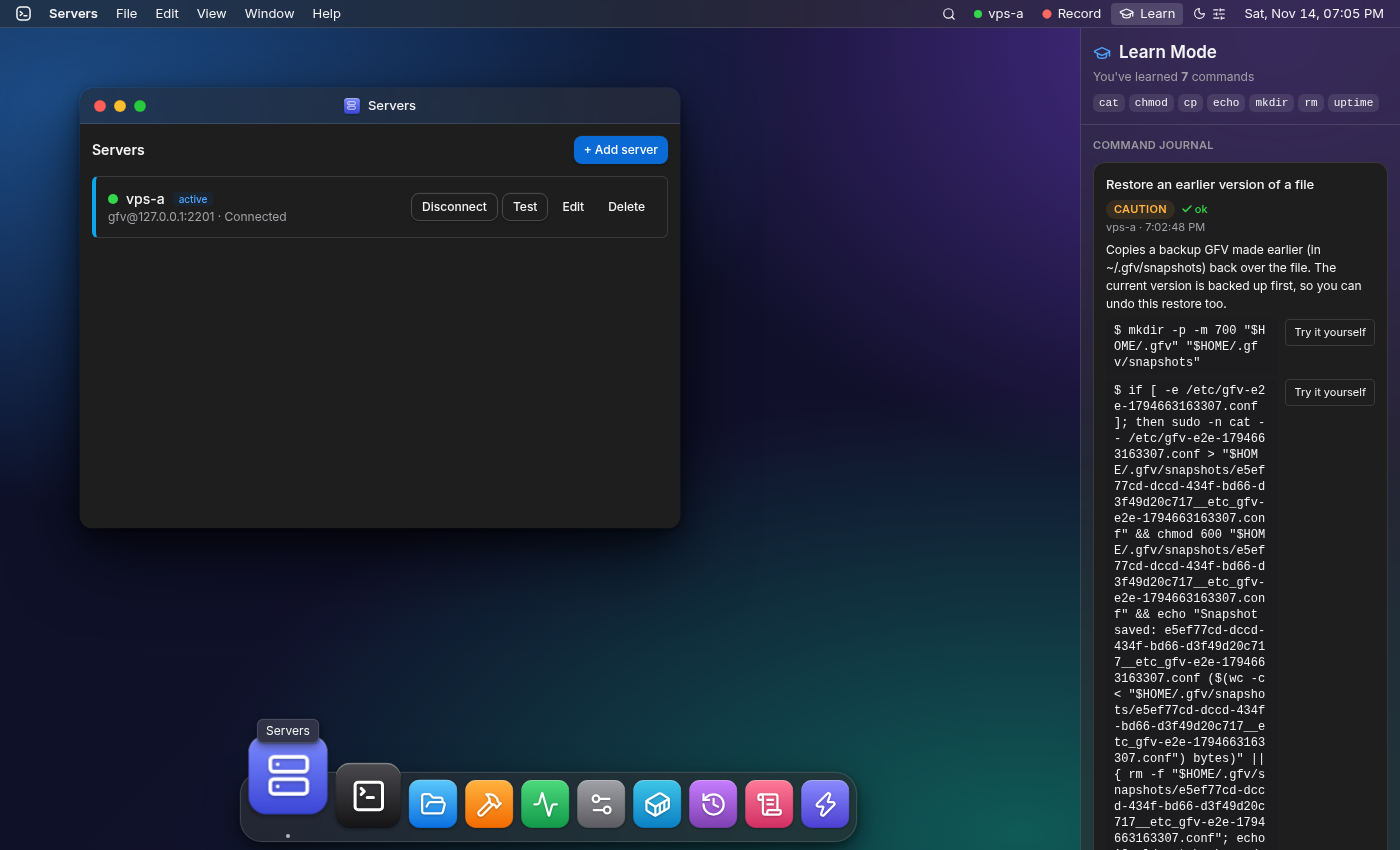 Servers File Edit View Window Help vps-a Record Learn Sat, Nov 14, 07:05 PM
Servers
Servers
+ Add server
vps-a active
gfv@127.0.0.1:2201 · Connected
Disconnect Test Edit Delete
Servers
Learn Mode
You've learned 7 commands
cat chmod cp echo mkdir rm uptime
COMMAND JOURNAL
Restore an earlier version of a file
CAUTION ok
vps-a · 7:02:48 PM
Copies a backup GFV made earlier (in
~/.gfv/snapshots) back over the file. The
current version is backed up first, so you can
undo this restore too.
$ mkdir -p -m 700 "$H
OME/.gfv" "$HOME/.gf
v/snapshots"
Try it yourself
$ if [ -e /etc/gfv-e2
e-1794663163307.conf
]; then sudo -n cat -
- /etc/gfv-e2e-179466
3163307.conf > "$HOM
E/.gfv/snapshots/e5ef
77cd-dccd-434f-bd66-d
3f49d20c717__etc_gfv-
e2e-1794663163307.con
f" && chmod 600 "$HOM
E/.gfv/snapshots/e5ef
77cd-dccd-434f-bd66-d
3f49d20c717__etc_gfv-
e2e-1794663163307.con
f" && echo "Snapshot
saved: e5ef77cd-dccd-
434f-bd66-d3f49d20c71
7__etc_gfv-e2e-179466
3163307.conf ($(wc -c
< "$HOME/.gfv/snapsho
ts/e5ef77cd-dccd-434f
-bd66-d3f49d20c717__e
tc_gfv-e2e-1794663163
307.conf") bytes)" ||
{ rm -f "$HOME/.gfv/s
napshots/e5ef77cd-dcc
d-434f-bd66-d3f49d20c
717__etc_gfv-e2e-1794
663163307.conf"; echo
Try it yourself